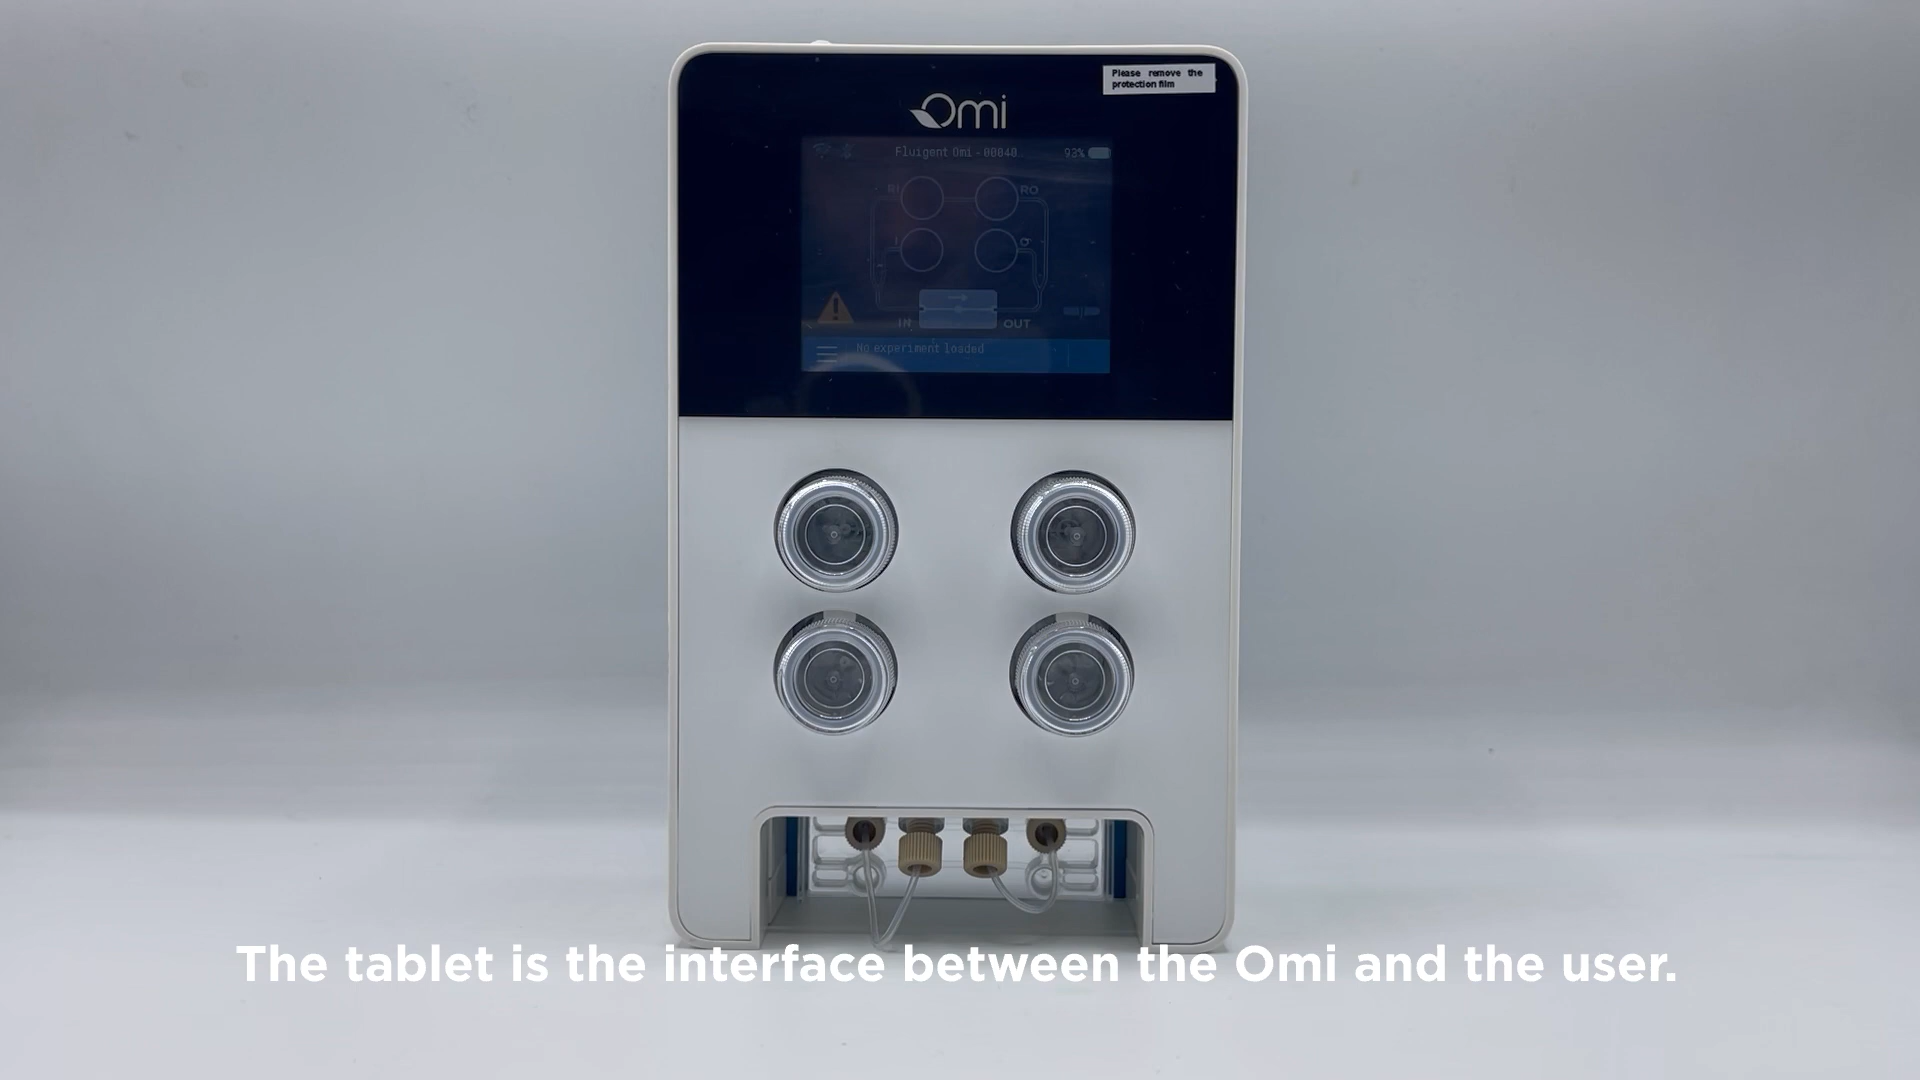 Please remove the
protection film
Omi
Fluigent Omi - 00040
93%
RI
RO
I
IN
OUT
No experiment loaded
The tablet is the interface between the Omi and the user.